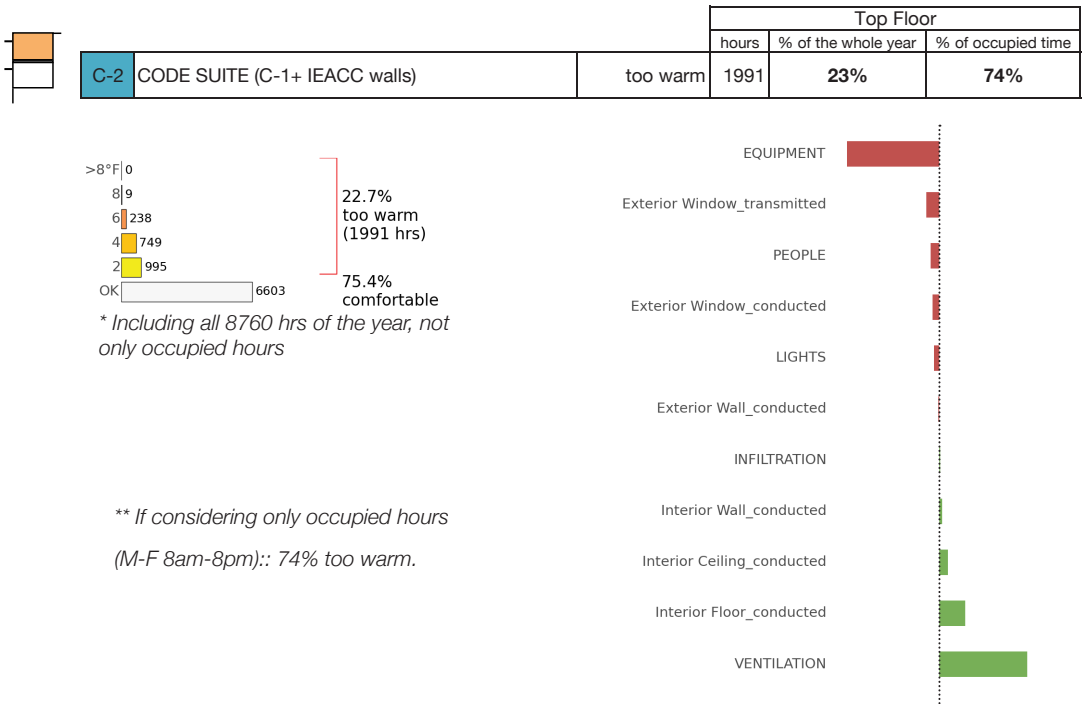 Top Floor
hours % of the whole year % of occupied time
C-2 CODE SUITE (C-1+ IEACC walls) too warm 1991 23% 74%
>8°F 0
8 9
6 238
4 749
2 995
OK 6603
22.7%
too warm
(1991 hrs)
75.4%
comfortable
* Including all 8760 hrs of the year, not
only occupied hours
** If considering only occupied hours
(M-F 8am-8pm):: 74% too warm.
EQUIPMENT
Exterior Window_transmitted
PEOPLE
Exterior Window_conducted
LIGHTS
Exterior Wall_conducted
INFILTRATION
Interior Wall_conducted
Interior Ceiling_conducted
Interior Floor_conducted
VENTILATION